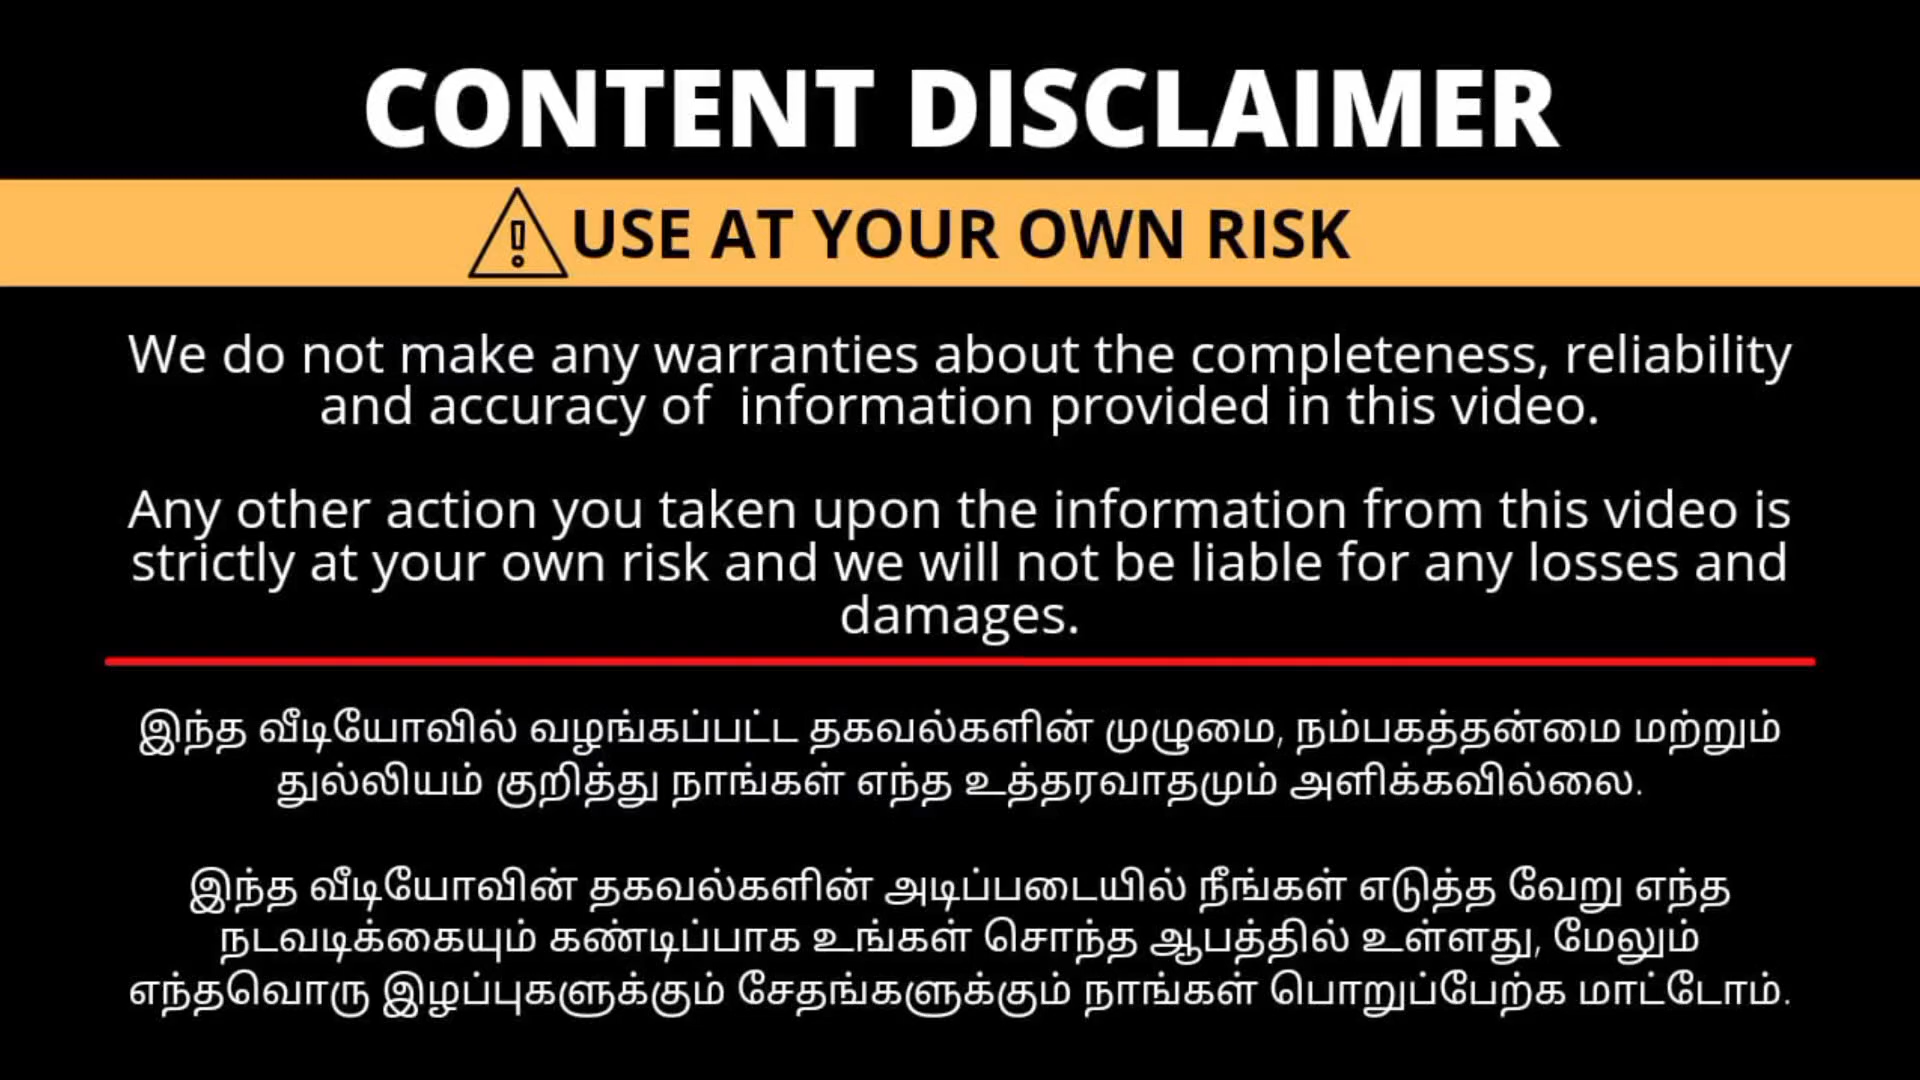 CONTENT DISCLAIMER
USE AT YOUR OWN RISK
We do not make any warranties about the completeness, reliability
and accuracy of  information provided in this video.
Any other action you taken upon the information from this video is
strictly at your own risk and we will not be liable for any losses and
damages.
இந்த வீடியோவில் வழங்கப்பட்ட தகவல்களின் முழுமை, நம்பகத்தன்மை மற்றும்
துல்லியம் குறித்து நாங்கள் எந்த உத்தரவாதமும் அளிக்கவில்லை.
இந்த வீடியோவின் தகவல்களின் அடிப்படையில் நீங்கள் எடுத்த வேறு எந்த
நடவடிக்கையும் கண்டிப்பாக உங்கள் சொந்த ஆபத்தில் உள்ளது, மேலும்
எந்தவொரு இழப்புகளுக்கும் சேதங்களுக்கும் நாங்கள் பொறுப்பேற்க மாட்டோம்.